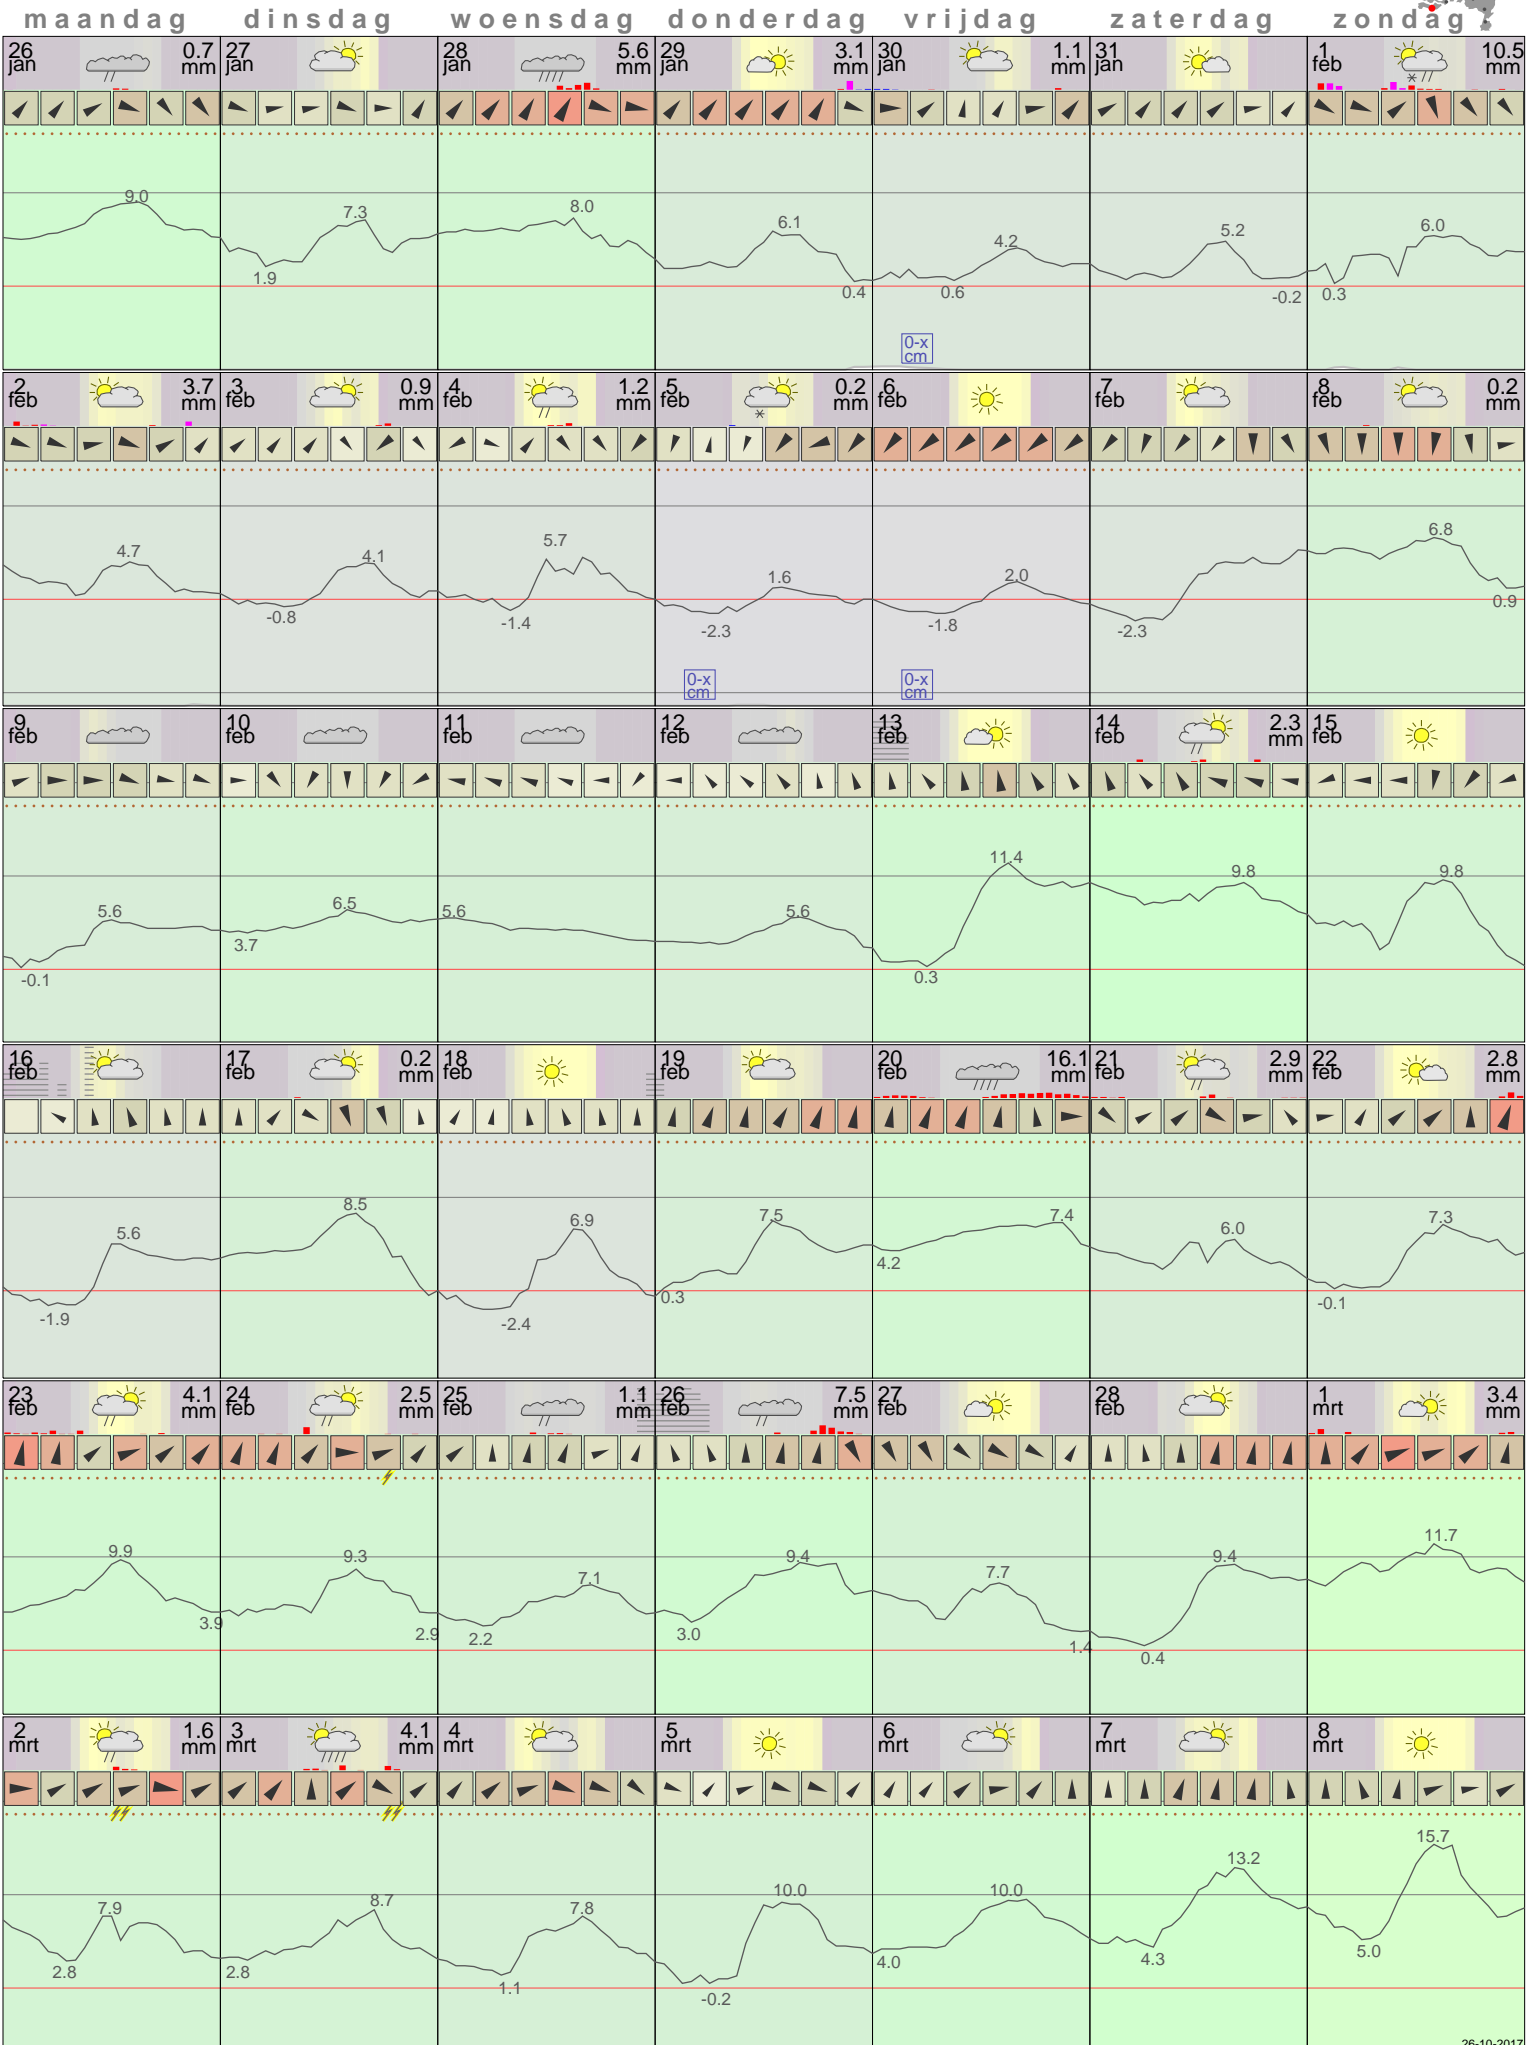 maandag dinsdag woensdag donderdag vrijdag zaterdag zondag
26 jan 0.7 mm 27 jan 28 jan 5.6 mm 29 jan 3.1 mm 30 jan 1.1 mm 31 jan 1 feb 10.5 mm
9.0 1.9 7.3 8.0 6.1 0.4 0.6 4.2 5.2 -0.2 0.3 6.0
0-x cm
2 feb 3.7 mm 3 feb 0.9 mm 4 feb 1.2 mm 5 feb 0.2 mm 6 feb 7 feb 8 feb 0.2 mm
4.7 -0.8 4.1 -1.4 5.7 -2.3 1.6 -1.8 2.0 -2.3 6.8 0.9
0-x cm 0-x cm
9 feb 10 feb 11 feb 12 feb 13 feb 14 feb 2.3 mm 15 feb
-0.1 5.6 3.7 6.5 5.6 5.6 0.3 11.4 9.8 9.8
16 feb 17 feb 0.2 mm 18 feb 19 feb 20 feb 16.1 mm 21 feb 2.9 mm 22 feb 2.8 mm
-1.9 5.6 8.5 -2.4 6.9 0.3 7.5 4.2 7.4 6.0 -0.1 7.3
23 feb 4.1 mm 24 feb 2.5 mm 25 feb 1.1 mm 26 feb 7.5 mm 27 feb 28 feb 1 mrt 3.4 mm
9.9 3.9 9.3 2.9 2.2 7.1 3.0 9.4 7.7 1.4 0.4 9.4 11.7
2 mrt 1.6 mm 3 mrt 4.1 mm 4 mrt 5 mrt 6 mrt 7 mrt 8 mrt
2.8 7.9 2.8 8.7 1.1 7.8 -0.2 10.0 4.0 10.0 4.3 13.2 5.0 15.7
26-10-2017